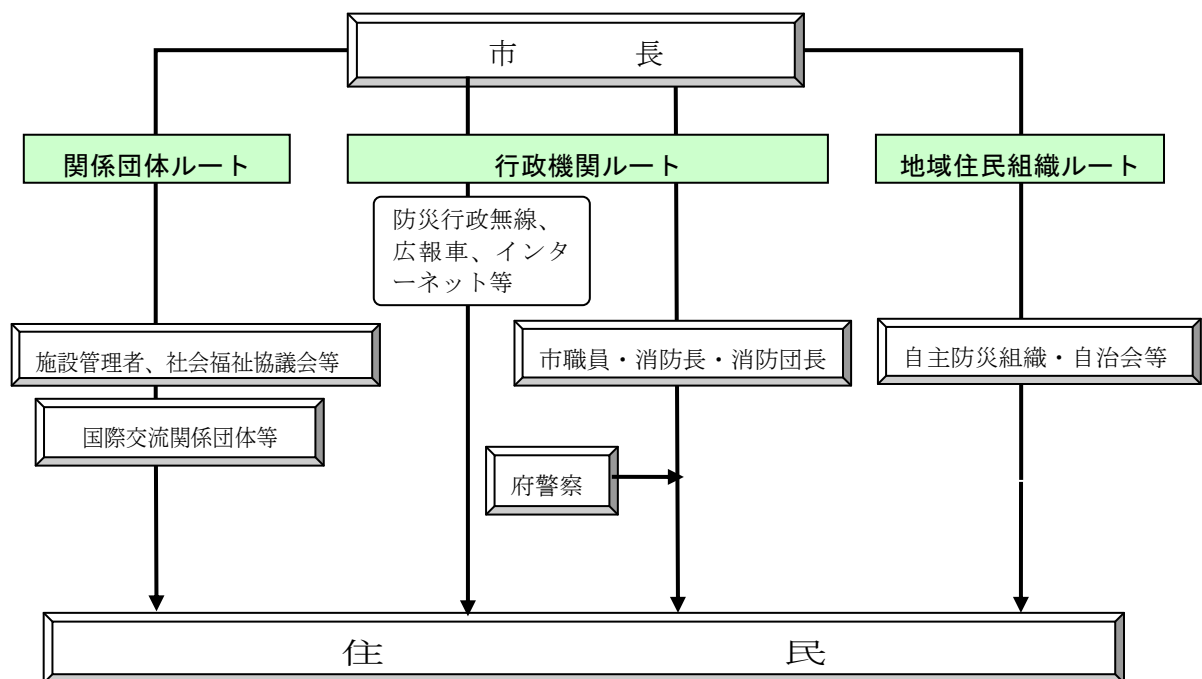 市　　　　長
関係団体ルート
行政機関ルート
地域住民組織ルート
防災行政無線、
広報車、インタ
ーネット等
施設管理者、社会福祉協議会等
市職員・消防長・消防団長
自主防災組織・自治会等
国際交流関係団体等
府警察
住　　　　民